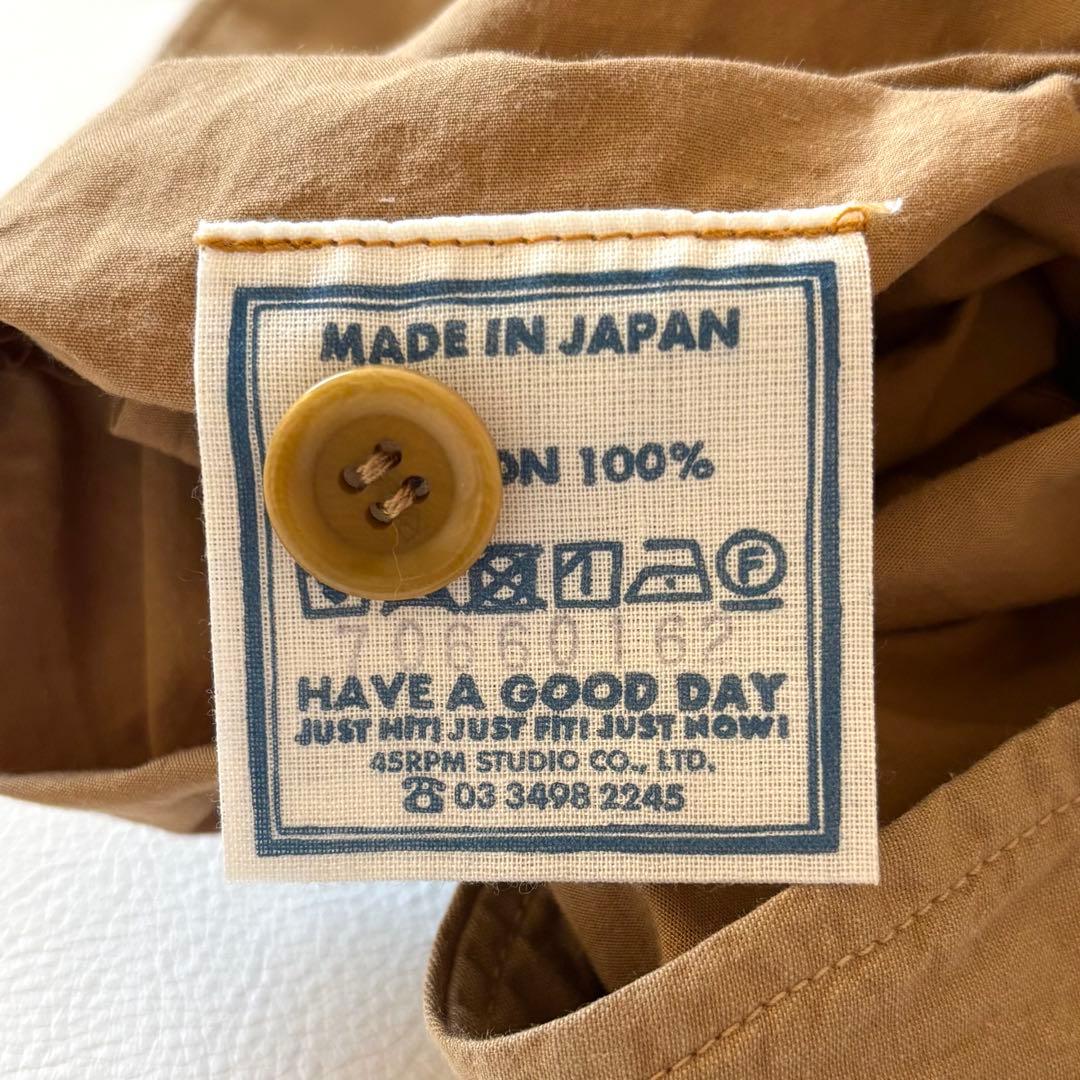 MADE IN JAPAN
100%
F
70660162
HAVE A GOOD DAY
JUST HIT! JUST FIT! JUST NOW!
45RPM STUDIO CO., LTD.
☎ 03 3498 2245